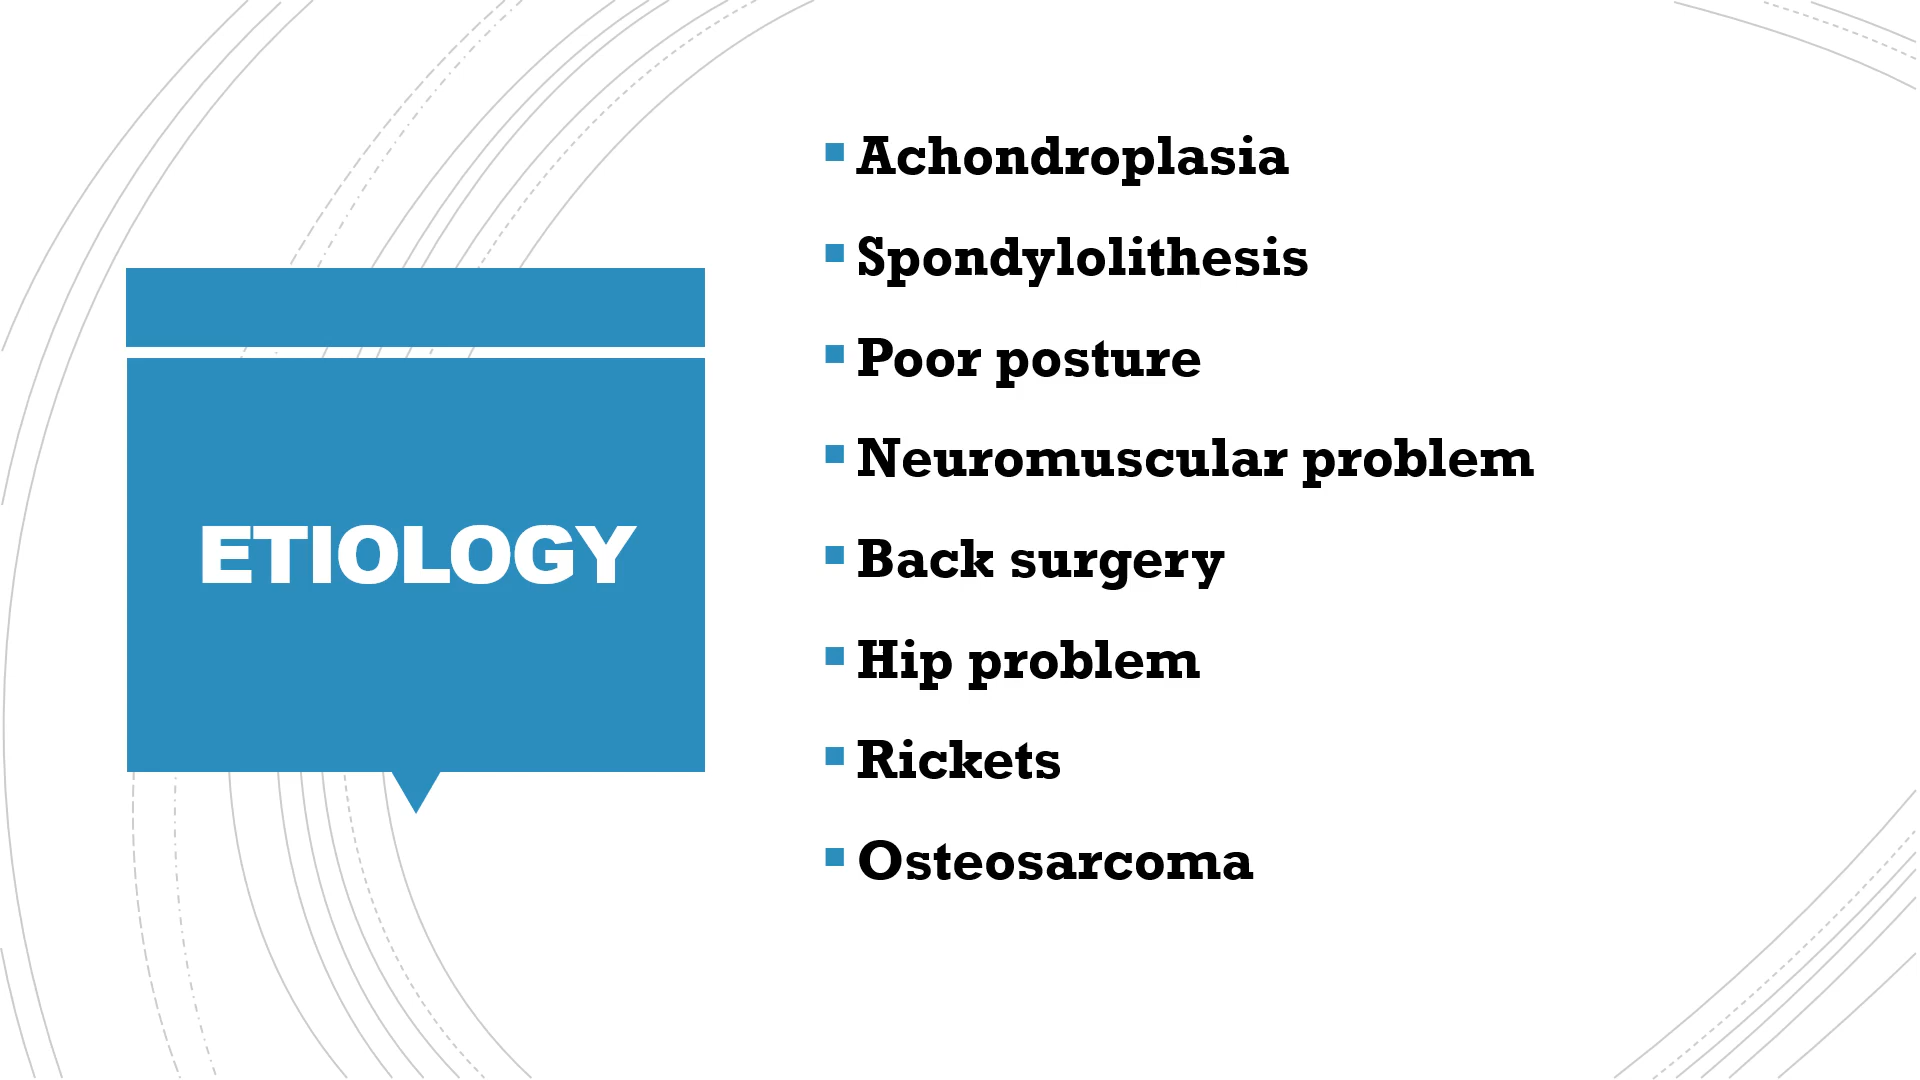 ETIOLOGY
▪ Achondroplasia
▪ Spondylolithesis
▪ Poor posture
▪ Neuromuscular problem
▪ Back surgery
▪ Hip problem
▪ Rickets
▪ Osteosarcoma